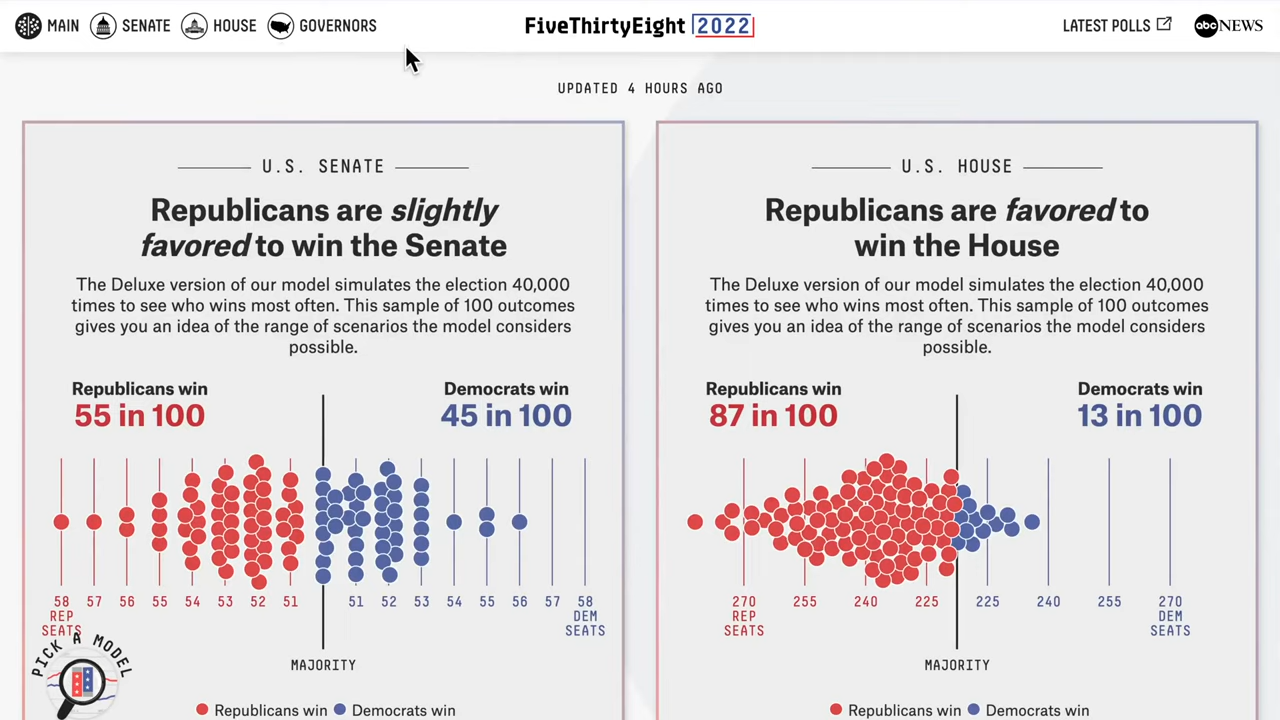 MAIN SENATE HOUSE GOVERNORS
FiveThirtyEight 2022
LATEST POLLS
abc NEWS
UPDATED 4 HOURS AGO
U.S. SENATE
Republicans are slightly
favored to win the Senate
The Deluxe version of our model simulates the election 40,000
times to see who wins most often. This sample of 100 outcomes
gives you an idea of the range of scenarios the model considers
possible.
Republicans win
55 in 100
Democrats win
45 in 100
58 57 56 55 54 53 52 51 51 52 53 54 55 56 57 58
REP
SEATS
DEM
SEATS
MAJORITY
Republicans win Democrats win
U.S. HOUSE
Republicans are favored to
win the House
The Deluxe version of our model simulates the election 40,000
times to see who wins most often. This sample of 100 outcomes
gives you an idea of the range of scenarios the model considers
possible.
Republicans win
87 in 100
Democrats win
13 in 100
270 255 240 225 225 240 255 270
REP
SEATS
DEM
SEATS
MAJORITY
Republicans win Democrats win
PICK A MODEL